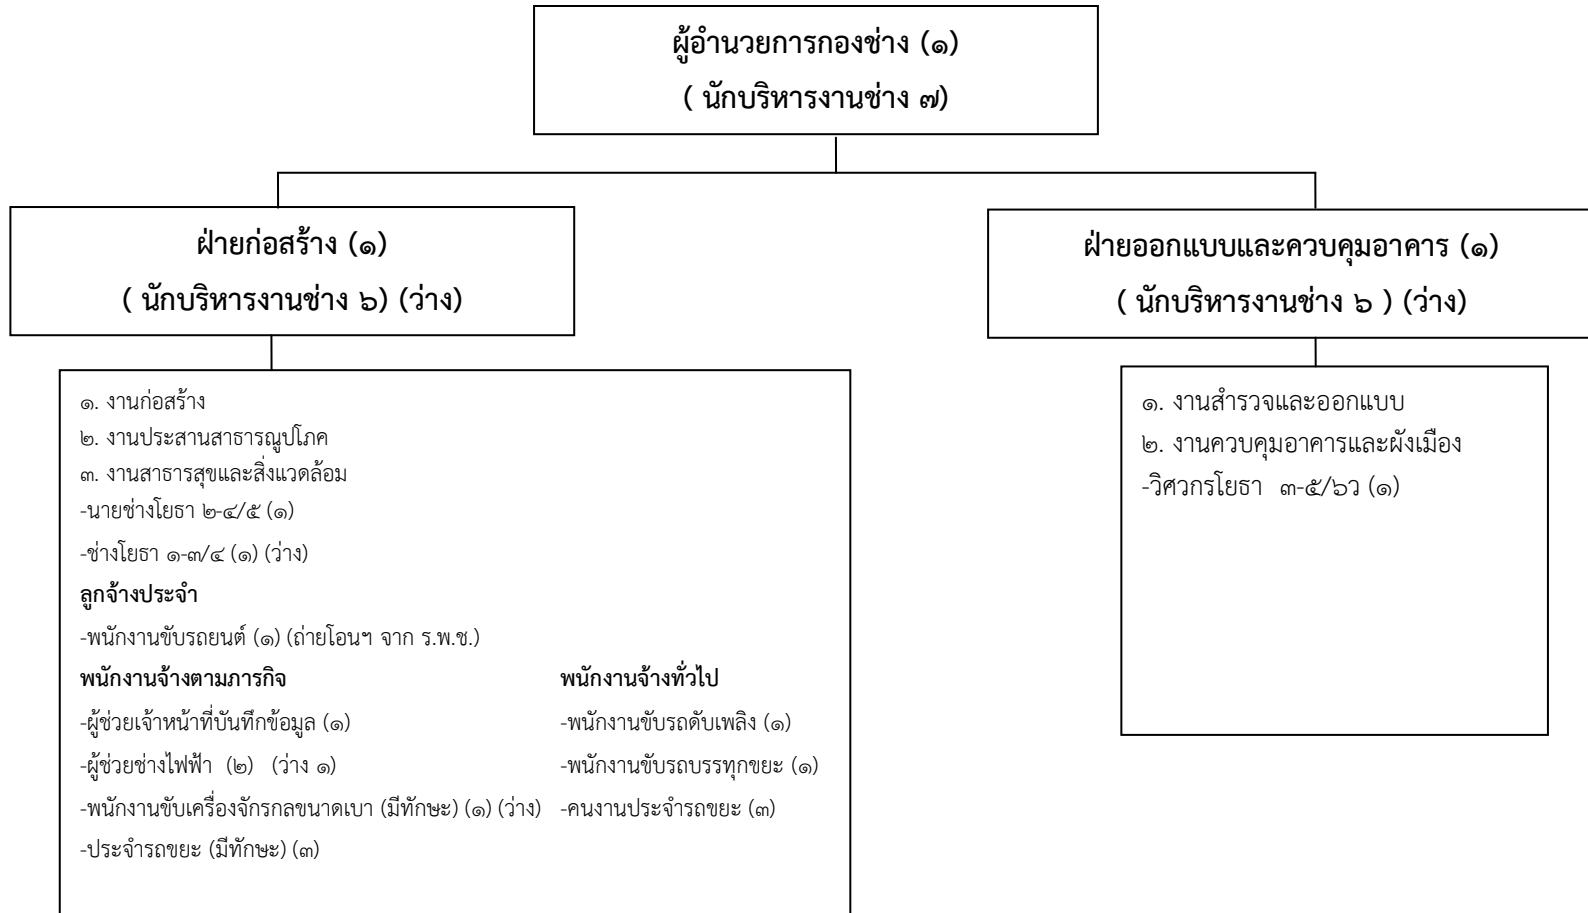 ผู้อำนวยการกองช่าง (๑)
( นักบริหารงานช่าง ๗)
ฝ่ายก่อสร้าง (๑)
( นักบริหารงานช่าง ๖) (ว่าง)
ฝ่ายออกแบบและควบคุมอาคาร (๑)
( นักบริหารงานช่าง ๖ ) (ว่าง)
๑. งานก่อสร้าง
๒. งานประสานสาธารณูปโภค
๓. งานสาธารสุขและสิ่งแวดล้อม
-นายช่างโยธา ๒-๔/๕ (๑)
-ช่างโยธา ๑-๓/๔ (๑) (ว่าง)
ลูกจ้างประจำ
-พนักงานขับรถยนต์ (๑) (ถ่ายโอนฯ จาก ร.พ.ช.)
พนักงานจ้างตามภารกิจ
-ผู้ช่วยเจ้าหน้าที่บันทึกข้อมูล (๑)
-ผู้ช่วยช่างไฟฟ้า (๒) (ว่าง ๑)
-พนักงานขับเครื่องจักรกลขนาดเบา (มีทักษะ) (๑) (ว่าง)
-ประจำรถขยะ (มีทักษะ) (๓)
พนักงานจ้างทั่วไป
-พนักงานขับรถดับเพลิง (๑)
-พนักงานขับรถบรรทุกขยะ (๑)
-คนงานประจำรถขยะ (๓)
๑. งานสำรวจและออกแบบ
๒. งานควบคุมอาคารและผังเมือง
-วิศวกรโยธา ๓-๕/๖ว (๑)